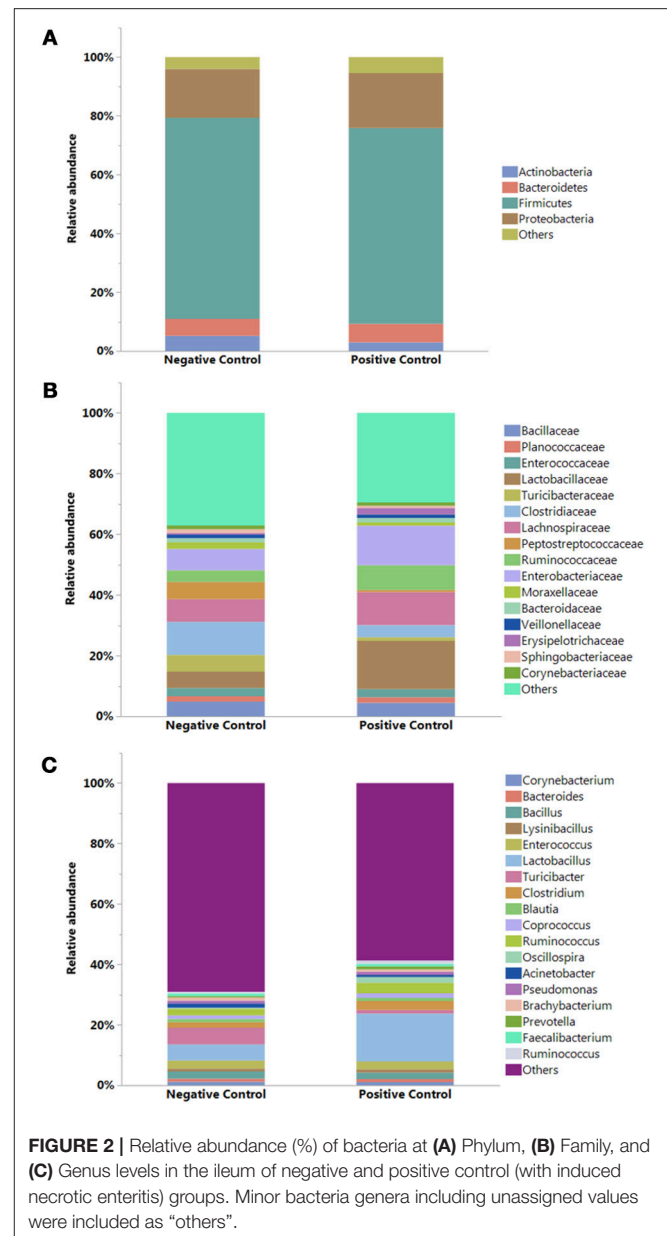 A
100%
80%
60%
40%
20%
0%
Relative abundance
Negative Control
Positive Control
Actinobacteria
Bacteroidetes
Firmicutes
Proteobacteria
Others
B
100%
80%
60%
40%
20%
0%
Relative abundance
Negative Control
Positive Control
Bacillaceae
Planococcaceae
Enterococcaceae
Lactobacillaceae
Turicibacteraceae
Clostridiaceae
Lachnospiraceae
Peptostreptococcaceae
Ruminococcaceae
Enterobacteriaceae
Moraxellaceae
Bacteroidaceae
Veillonellaceae
Erysipelotrichaceae
Sphingobacteriaceae
Corynebacteriaceae
Others
C
100%
80%
60%
40%
20%
0%
Relative abundance
Negative Control
Positive Control
Corynebacterium
Bacteroides
Bacillus
Lysinibacillus
Enterococcus
Lactobacillus
Turicibacter
Clostridium
Blautia
Coprococcus
Ruminococcus
Oscillospira
Acinetobacter
Pseudomonas
Brachybacterium
Prevotella
Faecalibacterium
Ruminococcus
Others
FIGURE 2 | Relative abundance (%) of bacteria at (A) Phylum, (B) Family, and
(C) Genus levels in the ileum of negative and positive control (with induced
necrotic enteritis) groups. Minor bacteria genera including unassigned values
were included as “others”.